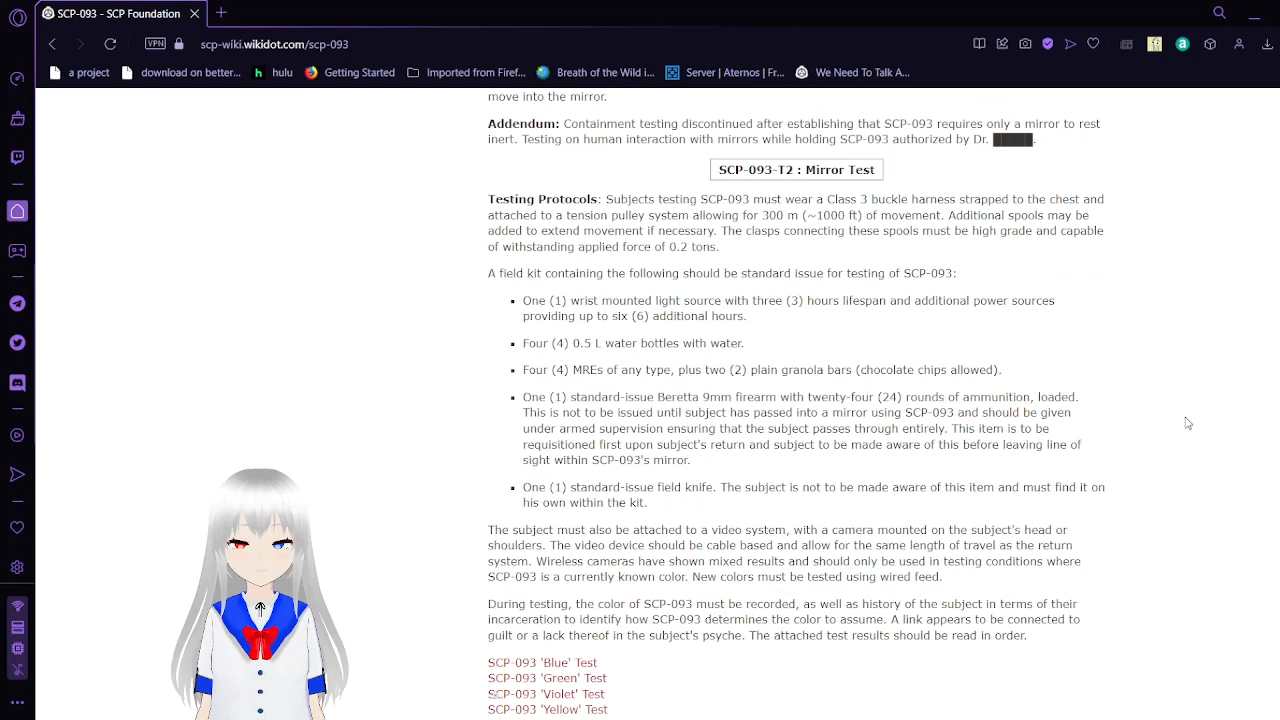 SCP-093 - SCP Foundation
VPN
scp-wiki.wikidot.com/scp-093
a project
download on better...
hulu
Getting Started
Imported from Firef...
Breath of the Wild i...
Server | Aternos | Fr...
We Need To Talk A...
move into the mirror.
Addendum: Containment testing discontinued after establishing that SCP-093 requires only a mirror to rest
inert. Testing on human interaction with mirrors while holding SCP-093 authorized by Dr. █████.
SCP-093-T2 : Mirror Test
Testing Protocols: Subjects testing SCP-093 must wear a Class 3 buckle harness strapped to the chest and
attached to a tension pulley system allowing for 300 m (~1000 ft) of movement. Additional spools may be
added to extend movement if necessary. The clasps connecting these spools must be high grade and capable
of withstanding applied force of 0.2 tons.
A field kit containing the following should be standard issue for testing of SCP-093:
One (1) wrist mounted light source with three (3) hours lifespan and additional power sources
providing up to six (6) additional hours.
Four (4) 0.5 L water bottles with water.
Four (4) MREs of any type, plus two (2) plain granola bars (chocolate chips allowed).
One (1) standard-issue Beretta 9mm firearm with twenty-four (24) rounds of ammunition, loaded.
This is not to be issued until subject has passed into a mirror using SCP-093 and should be given
under armed supervision ensuring that the subject passes through entirely. This item is to be
requisitioned first upon subject's return and subject to be made aware of this before leaving line of
sight within SCP-093's mirror.
One (1) standard-issue field knife. The subject is not to be made aware of this item and must find it on
his own within the kit.
The subject must also be attached to a video system, with a camera mounted on the subject's head or
shoulders. The video device should be cable based and allow for the same length of travel as the return
system. Wireless cameras have shown mixed results and should only be used in testing conditions where
SCP-093 is a currently known color. New colors must be tested using wired feed.
During testing, the color of SCP-093 must be recorded, as well as history of the subject in terms of their
incarceration to identify how SCP-093 determines the color to assume. A link appears to be connected to
guilt or a lack thereof in the subject's psyche. The attached test results should be read in order.
SCP-093 'Blue' Test
SCP-093 'Green' Test
SCP-093 'Violet' Test
SCP-093 'Yellow' Test